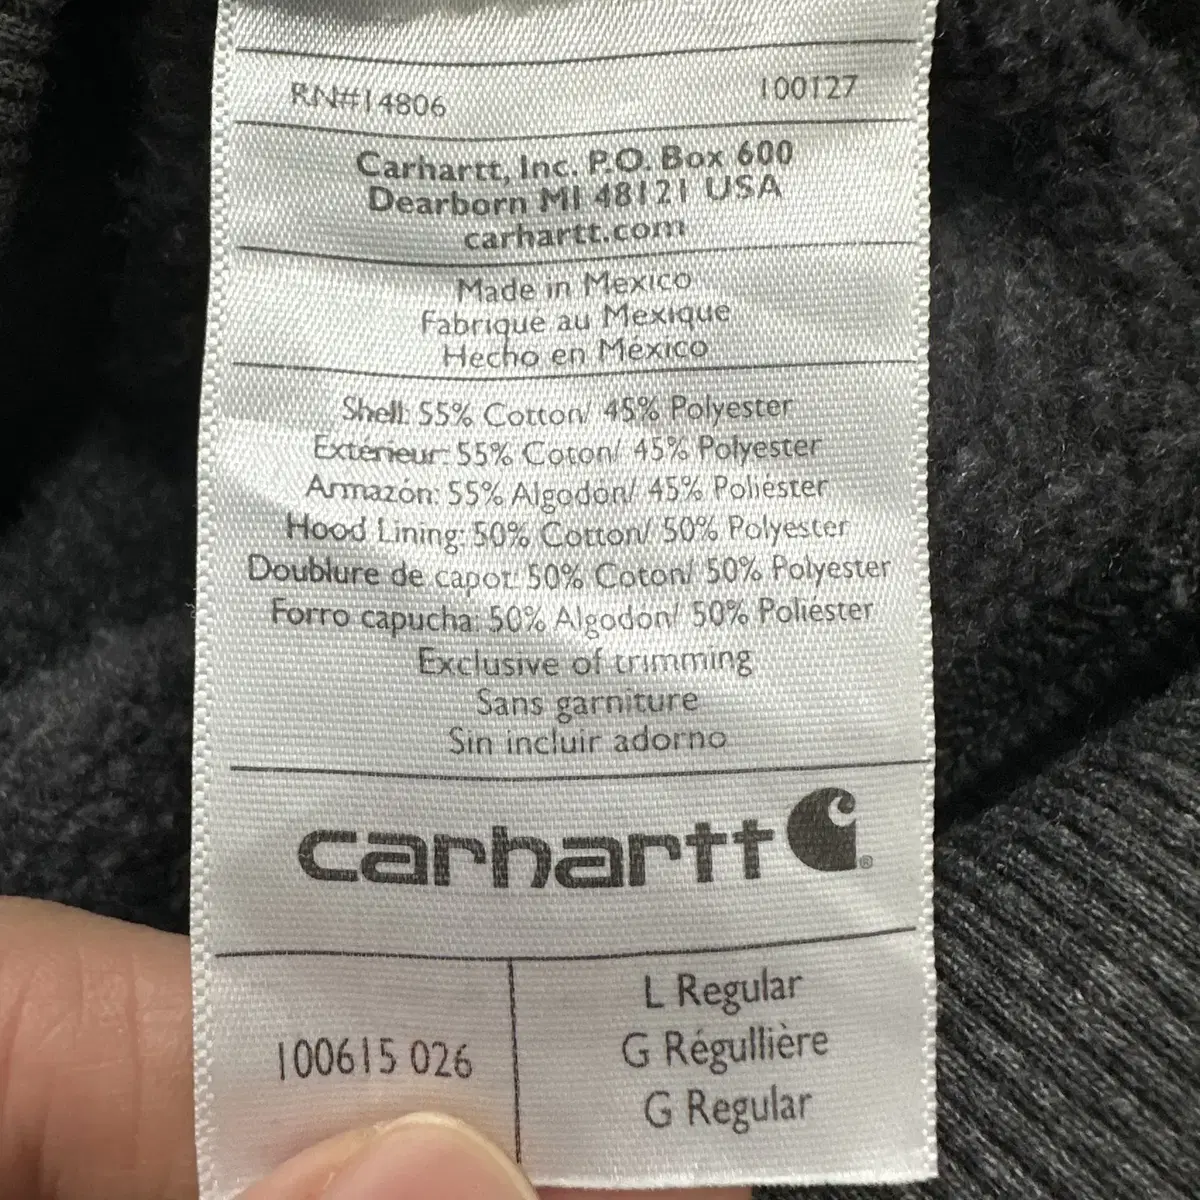 RN#14806
100127
Carhartt, Inc. P.O. Box 600
Dearborn MI 48121 USA
carhartt.com
Made in Mexico
Fabrique au Mexique
Hecho en México
Shell: 55% Cotton/ 45% Polyester
Extérieur: 55% Coton/ 45% Polyester
Armazón: 55% Algodón/ 45% Poliéster
Hood Lining: 50% Cotton/ 50% Polyester
Doublure de capot: 50% Coton/ 50% Polyester
Forro capucha: 50% Algodón/ 50% Poliéster
Exclusive of trimming
Sans garniture
Sin incluir adorno
carhartt ®
100615 026
L Regular
G Régullière
G Regular